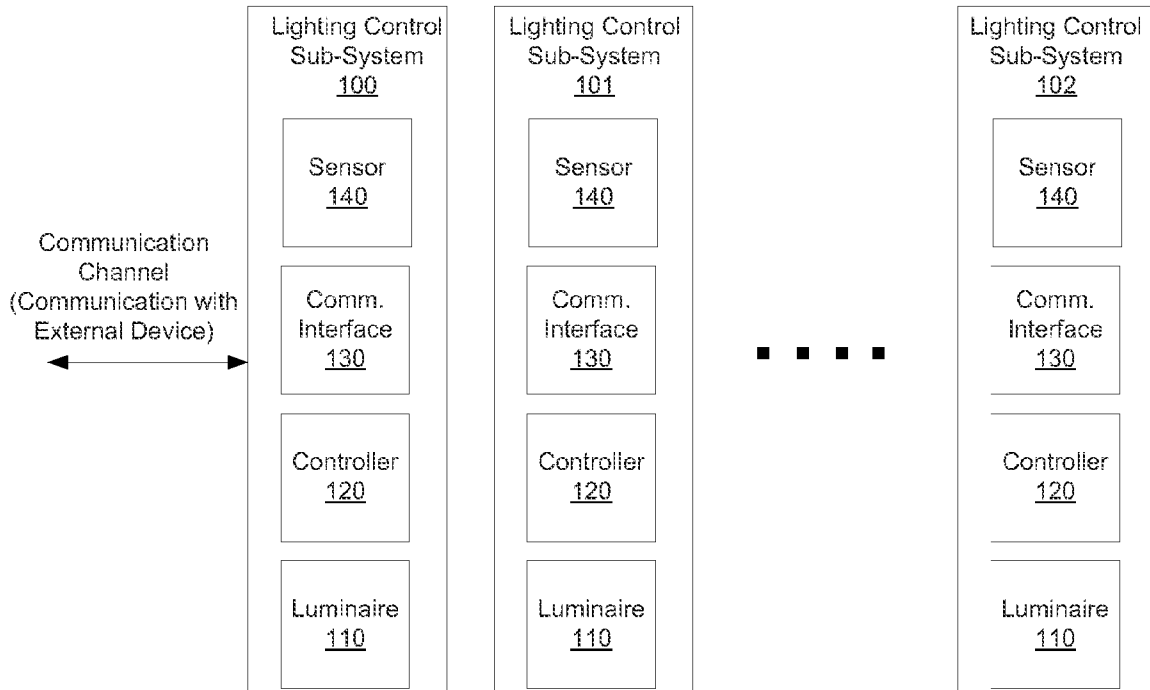 Lighting Control
Sub-System
100
Sensor
140
Comm.
Interface
130
Controller
120
Luminaire
110
Lighting Control
Sub-System
101
Sensor
140
Comm.
Interface
130
Controller
120
Luminaire
110
Lighting Control
Sub-System
102
Sensor
140
Comm.
Interface
130
Controller
120
Luminaire
110
Communication
Channel
(Communication with
External Device)